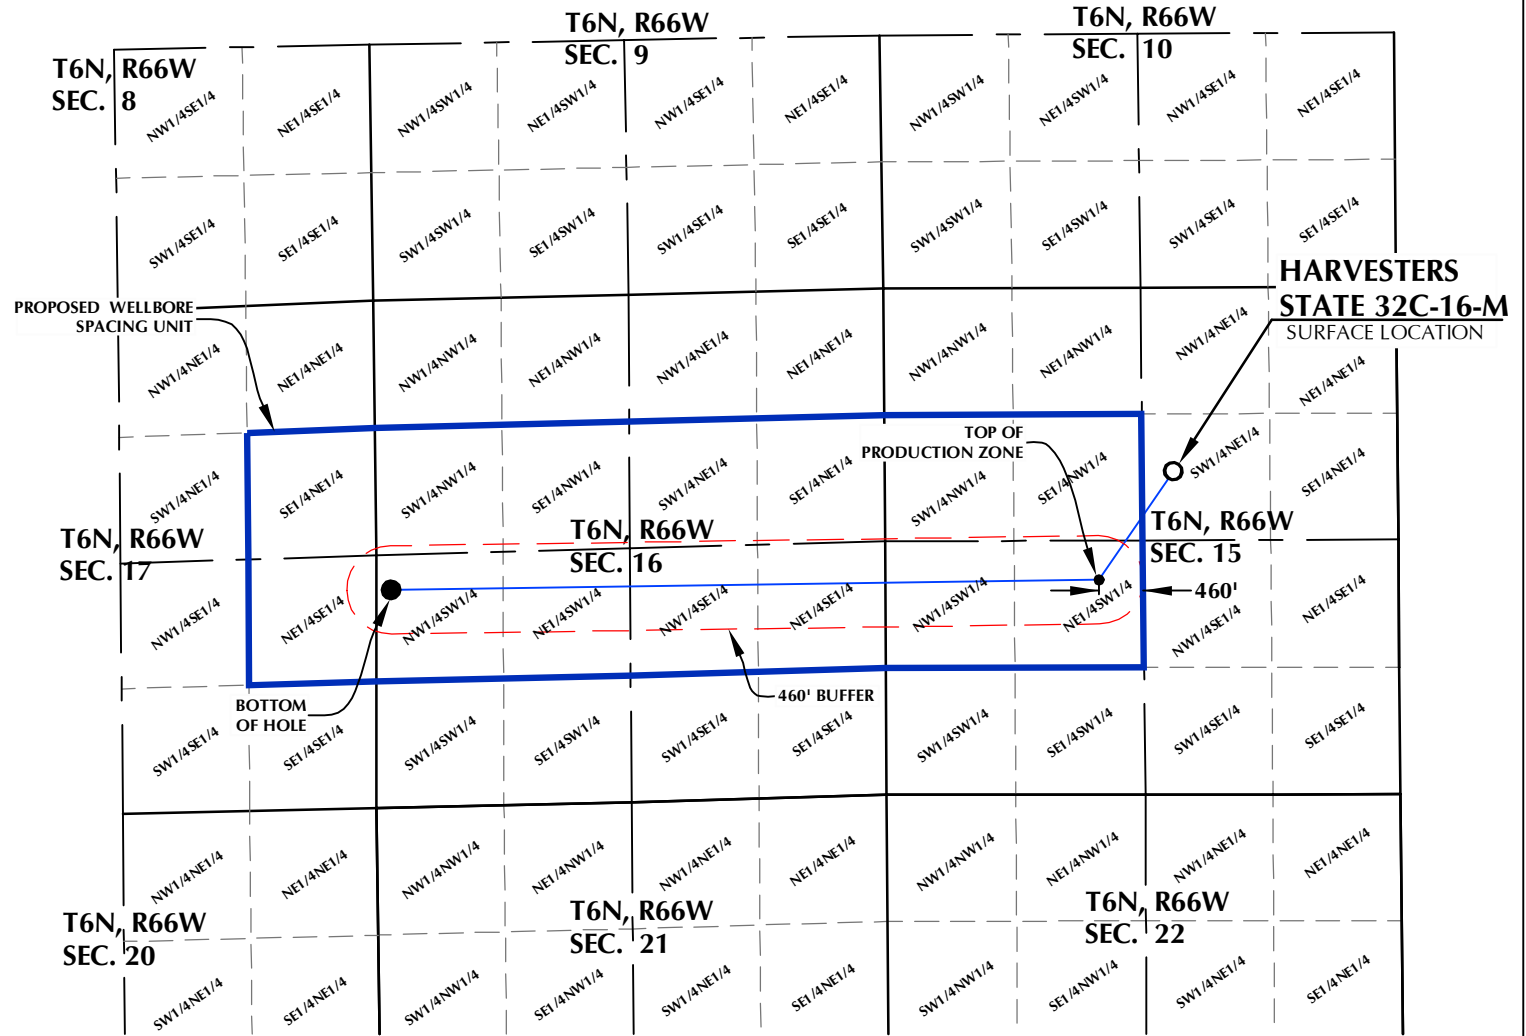 T6N, R66W
SEC. 8
T6N, R66W
SEC. 9
T6N, R66W
SEC. 10
NW1/4SE1/4
NE1/4SE1/4
NW1/4SW1/4
NE1/4SW1/4
NW1/4SE1/4
NE1/4SE1/4
NW1/4SW1/4
NE1/4SW1/4
NW1/4SE1/4
NE1/4SE1/4
SW1/4SE1/4
SE1/4SE1/4
SW1/4SW1/4
SE1/4SW1/4
SW1/4SE1/4
SE1/4SE1/4
SW1/4SW1/4
SE1/4SW1/4
SW1/4SE1/4
SE1/4SE1/4
HARVESTERS
STATE 32C-16-M
SURFACE LOCATION
PROPOSED WELLBORE
SPACING UNIT
NW1/4NE1/4
NE1/4NE1/4
NW1/4NW1/4
NE1/4NW1/4
NW1/4NE1/4
NE1/4NE1/4
NW1/4NW1/4
NE1/4NW1/4
NW1/4NE1/4
NE1/4NE1/4
TOP OF
PRODUCTION ZONE
SW1/4NE1/4
SE1/4NE1/4
SW1/4NW1/4
SE1/4NW1/4
SW1/4NE1/4
SE1/4NE1/4
SW1/4NW1/4
SE1/4NW1/4
SW1/4NE1/4
SE1/4NE1/4
T6N, R66W
SEC. 17
T6N, R66W
SEC. 16
T6N, R66W
SEC. 15
460'
NW1/4SE1/4
NE1/4SE1/4
NW1/4SW1/4
NE1/4SW1/4
NW1/4SE1/4
NE1/4SE1/4
NW1/4SW1/4
NE1/4SW1/4
NW1/4SE1/4
NE1/4SE1/4
BOTTOM
OF HOLE
460' BUFFER
SW1/4SE1/4
SE1/4SE1/4
SW1/4SW1/4
SE1/4SW1/4
SW1/4SE1/4
SE1/4SE1/4
SW1/4SW1/4
SE1/4SW1/4
SW1/4SE1/4
SE1/4SE1/4
NW1/4NE1/4
NE1/4NE1/4
NW1/4NW1/4
NE1/4NW1/4
NW1/4NE1/4
NE1/4NE1/4
NW1/4NW1/4
NE1/4NW1/4
NW1/4NE1/4
NE1/4NE1/4
T6N, R66W
SEC. 20
T6N, R66W
SEC. 21
T6N, R66W
SEC. 22
SW1/4NE1/4
SE1/4NE1/4
SW1/4NW1/4
SE1/4NW1/4
SW1/4NE1/4
SE1/4NE1/4
SW1/4NW1/4
SE1/4NW1/4
SW1/4NE1/4
SE1/4NE1/4